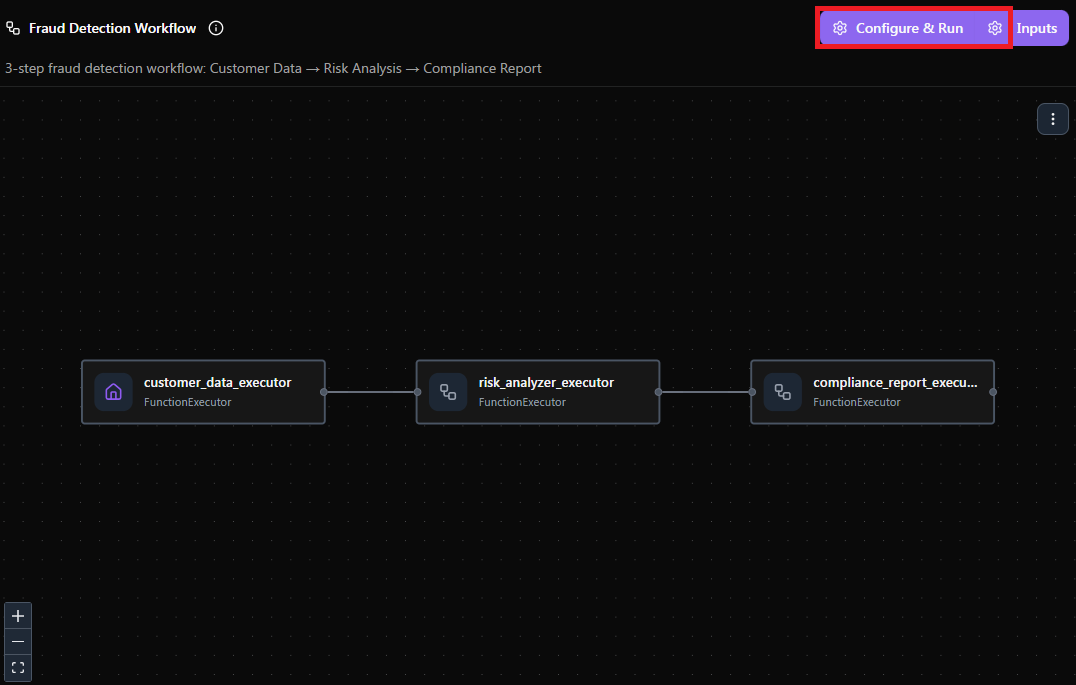 Fraud Detection Workflow
Configure & Run
Inputs
3-step fraud detection workflow: Customer Data → Risk Analysis → Compliance Report
customer_data_executor
FunctionExecutor
risk_analyzer_executor
FunctionExecutor
compliance_report_execu...
FunctionExecutor